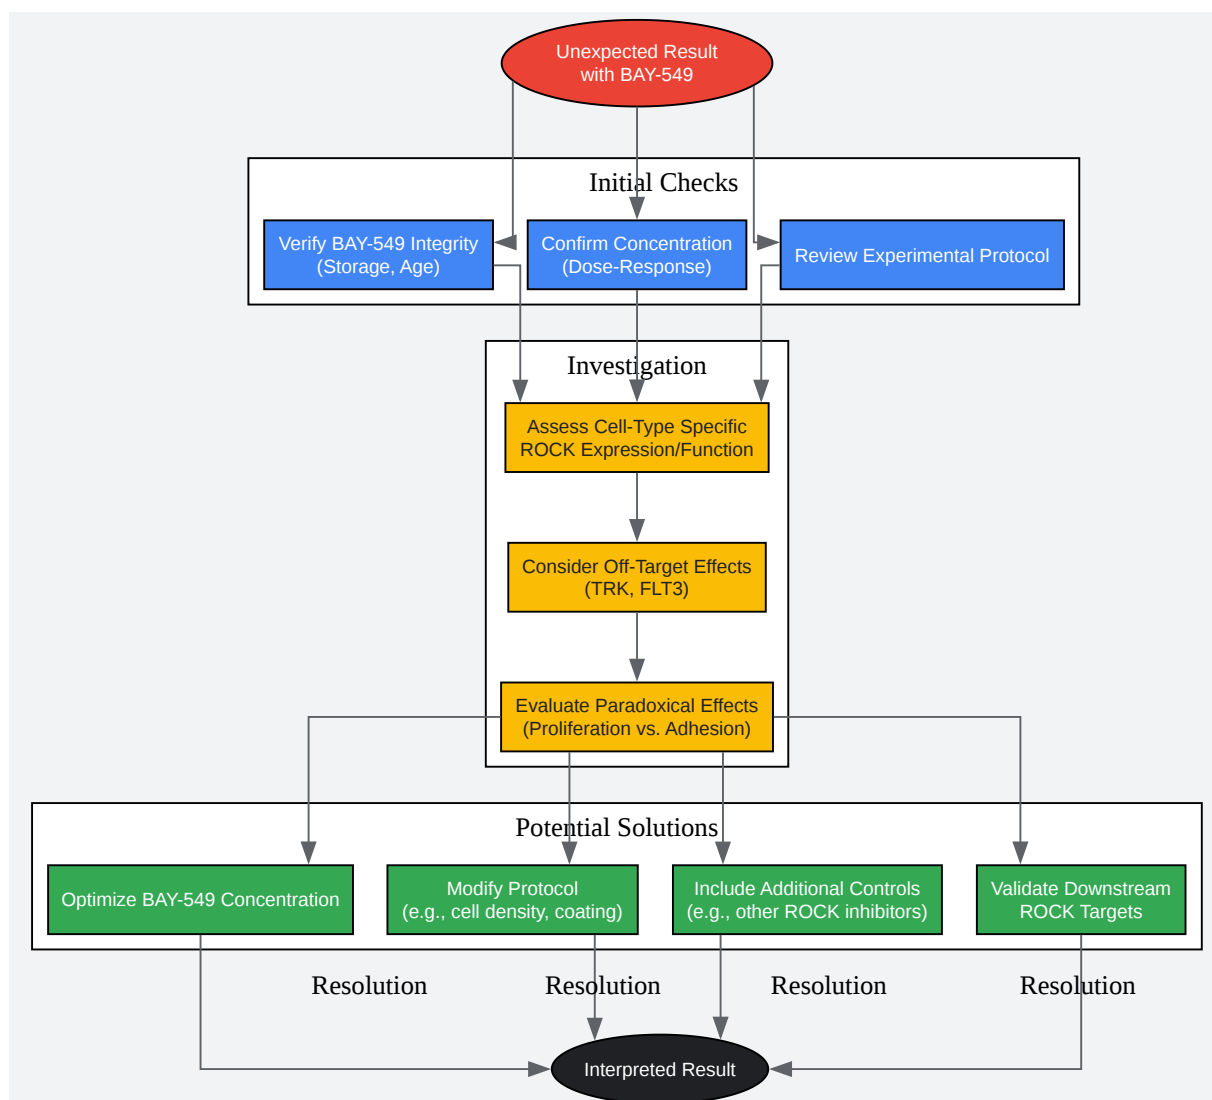 Unexpected Result
with BAY-549
Initial Checks
Verify BAY-549 Integrity
(Storage, Age)
Confirm Concentration
(Dose-Response)
Review Experimental Protocol
Investigation
Assess Cell-Type Specific
ROCK Expression/Function
Consider Off-Target Effects
(TRK, FLT3)
Evaluate Paradoxical Effects
(Proliferation vs. Adhesion)
Potential Solutions
Optimize BAY-549 Concentration
Modify Protocol
(e.g., cell density, coating)
Include Additional Controls
(e.g., other ROCK inhibitors)
Validate Downstream
ROCK Targets
Resolution
Resolution
Resolution
Resolution
Interpreted Result